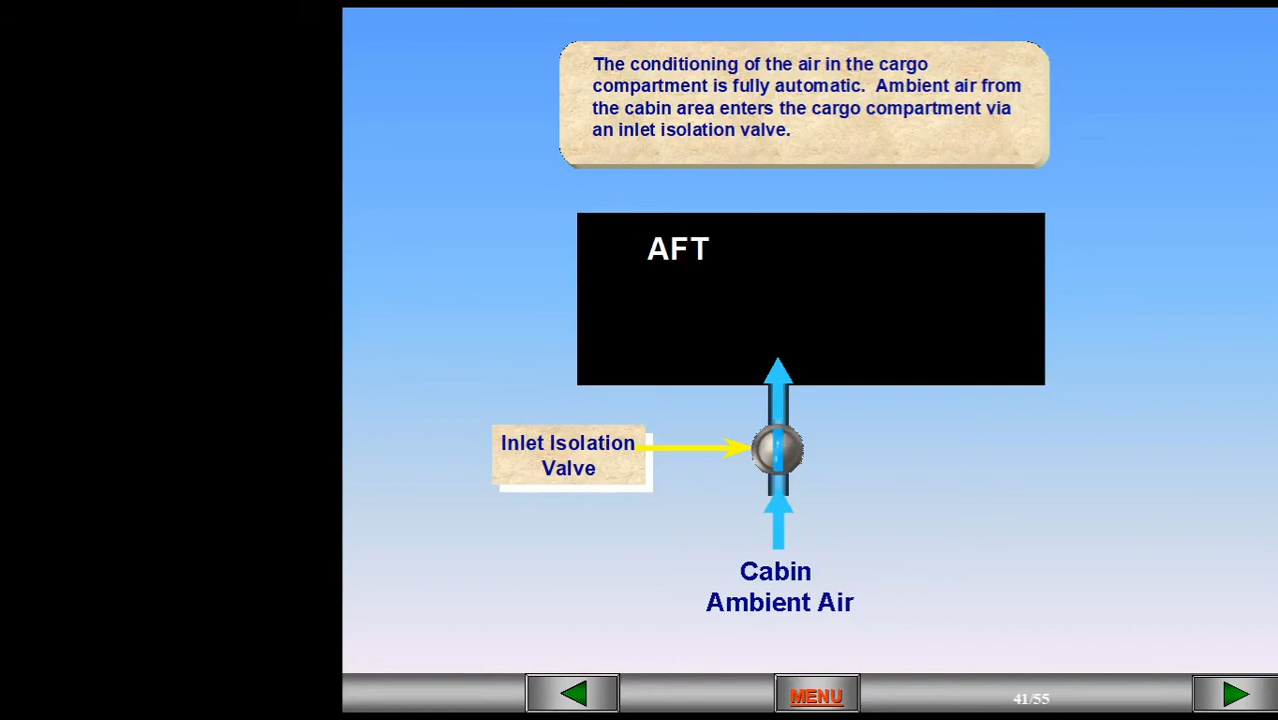 The conditioning of the air in the cargo
compartment is fully automatic.  Ambient air from
the cabin area enters the cargo compartment via
an inlet isolation valve.
AFT
Inlet Isolation
Valve
Cabin
Ambient Air
MENU
41/55